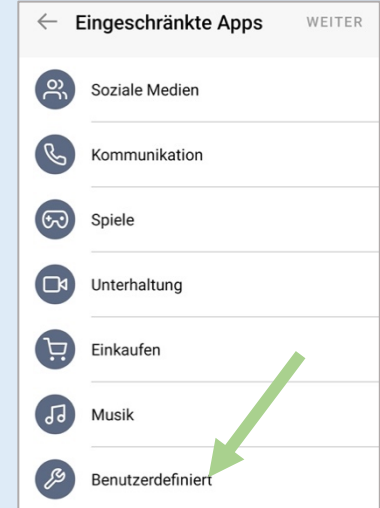 Eingeschränkte Apps WEITER
Soziale Medien
Kommunikation
Spiele
Unterhaltung
Einkaufen
Musik
Benutzerdefiniert